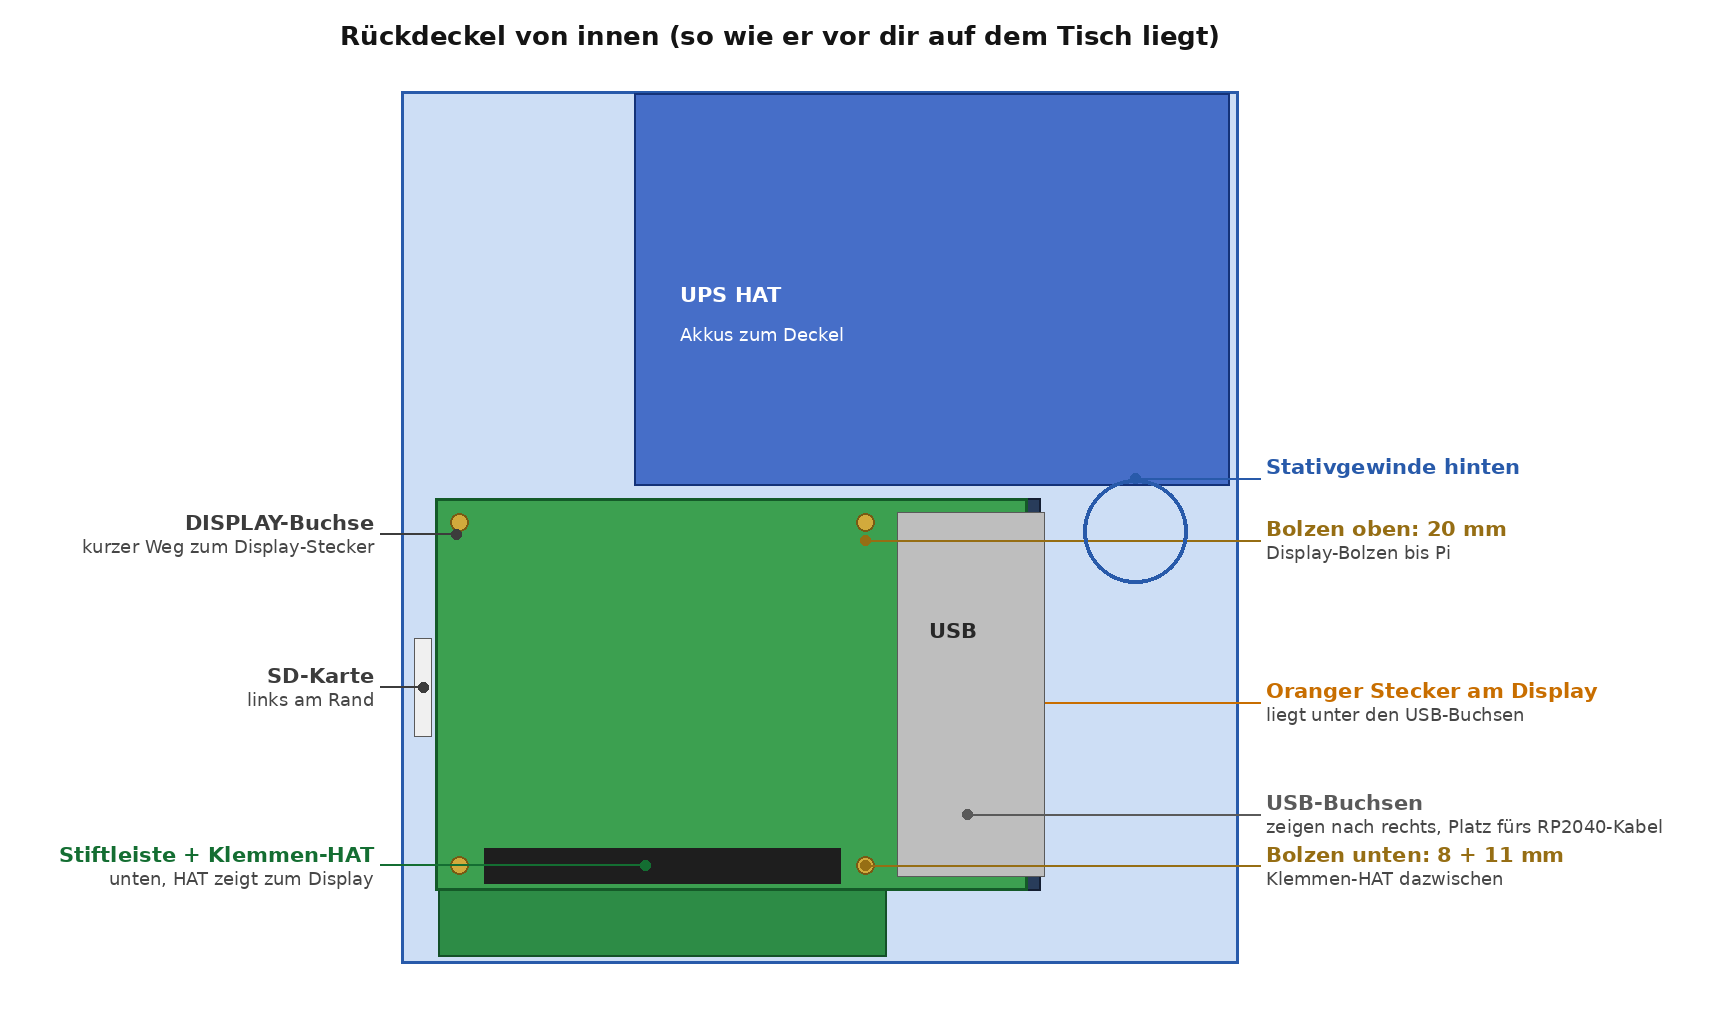 Rückdeckel von innen (so wie er vor dir auf dem Tisch liegt)
UPS HAT
Akkus zum Deckel
Stativgewinde hinten
DISPLAY-Buchse
kurzer Weg zum Display-Stecker
Bolzen oben: 20 mm
Display-Bolzen bis Pi
USB
SD-Karte
links am Rand
Oranger Stecker am Display
liegt unter den USB-Buchsen
USB-Buchsen
zeigen nach rechts, Platz fürs RP2040-Kabel
Stiftleiste + Klemmen-HAT
unten, HAT zeigt zum Display
Bolzen unten: 8 + 11 mm
Klemmen-HAT dazwischen